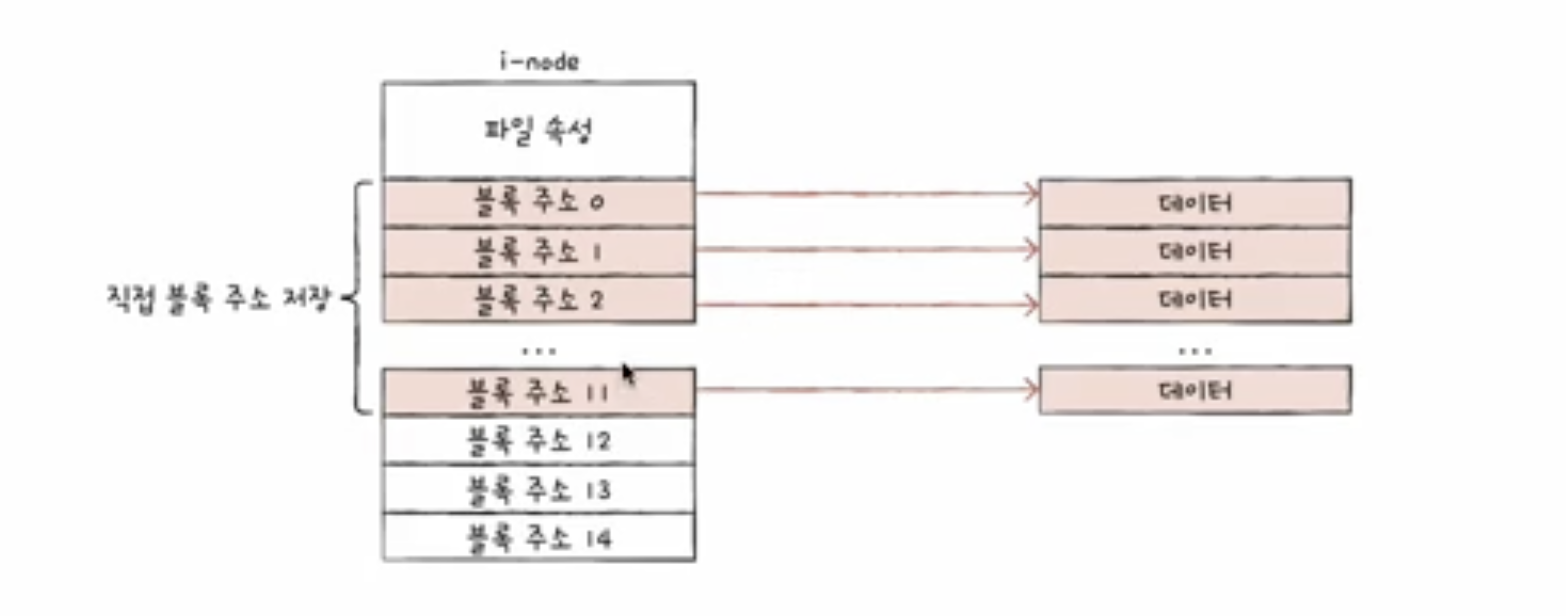 i-node
파일 속성
블록 주소 0
데이터
블록 주소 1
데이터
직접 블록 주소 저장
블록 주소 2
데이터
...
...
블록 주소 11
데이터
블록 주소 12
블록 주소 13
블록 주소 14